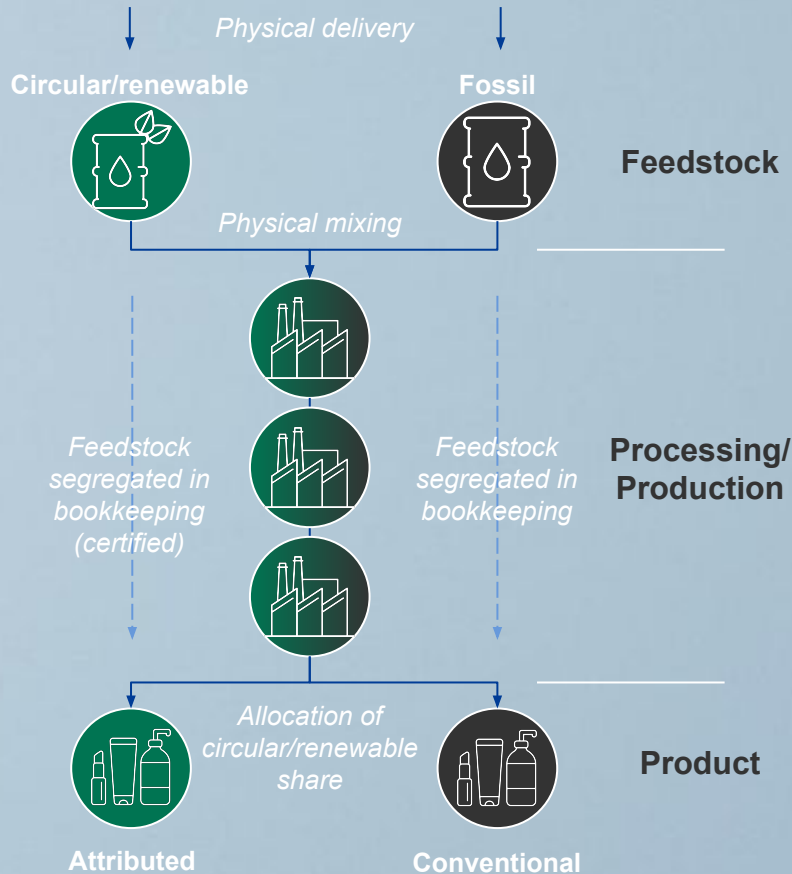 Physical delivery
Circular/renewable
Fossil
Feedstock
Physical mixing
Feedstock
segregated in
bookkeeping
(certified)
Feedstock
segregated in
bookkeeping
Processing/
Production
Allocation of
circular/renewable
share
Product
Attributed
Conventional